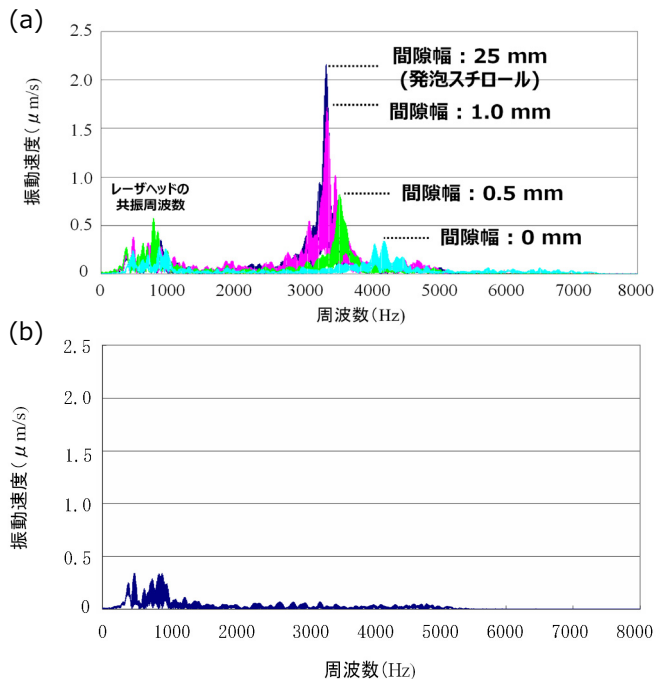 (a)
2.5
2.0
1.5
1.0
0.5
0
振動速度(μm/s)
間隙幅：25 mm
(発泡スチロール)
間隙幅：1.0 mm
間隙幅：0.5 mm
間隙幅：0 mm
レーザヘッドの
共振周波数
0 1000 2000 3000 4000 5000 6000 7000 8000
周波数(Hz)
(b)
2.5
2.0
1.5
1.0
0.5
0
振動速度(μm/s)
0 1000 2000 3000 4000 5000 6000 7000 8000
周波数(Hz)